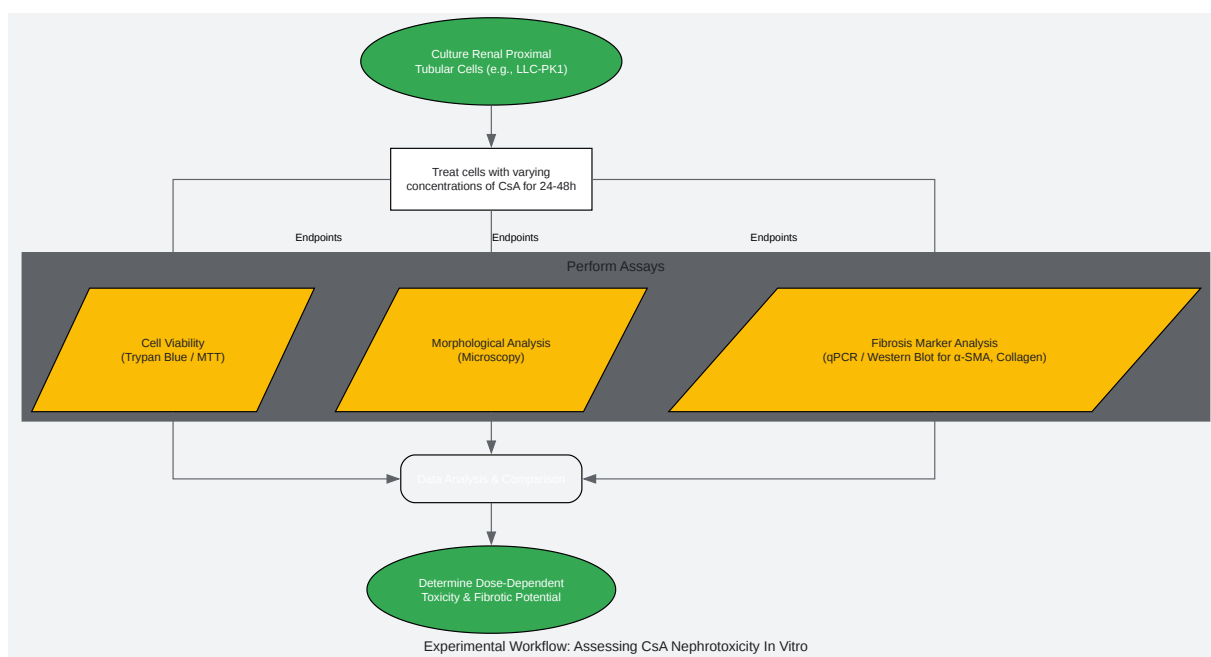 Culture Renal Proximal
Tubular Cells (e.g., LLC-PK1)
Treat cells with varying
concentrations of CsA for 24-48h
Endpoints
Endpoints
Endpoints
Perform Assays
Cell Viability
(Trypan Blue / MTT)
Morphological Analysis
(Microscopy)
Fibrosis Marker Analysis
(qPCR / Western Blot for α-SMA, Collagen)
Data Analysis & Comparison
Determine Dose-Dependent
Toxicity & Fibrotic Potential
Experimental Workflow: Assessing CsA Nephrotoxicity In Vitro